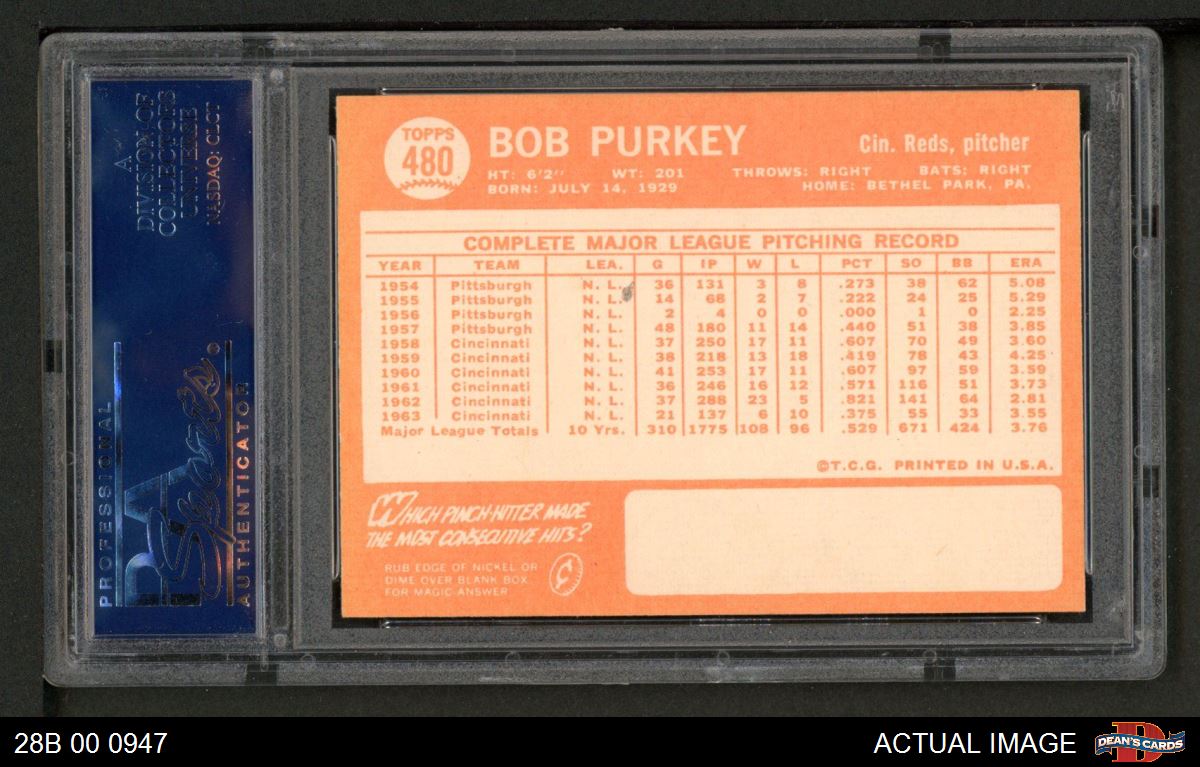 A
DIVISION OF
COLLECTORS
UNIVERSE
NASDAQ: CLCT
PROFESSIONAL
PSA
Sports
AUTHENTICATOR
TOPPS
480
BOB PURKEY
Cin. Reds, pitcher
HT: 6'2" WT: 201 THROWS: RIGHT BATS: RIGHT
BORN: JULY 14, 1929 HOME: BETHEL PARK, PA.
COMPLETE MAJOR LEAGUE PITCHING RECORD
YEAR TEAM LEA. G IP W L PCT SO BB ERA
1954 Pittsburgh N. L. 36 131 3 8 .273 38 62 5.08
1955 Pittsburgh N. L. 14 68 2 7 .222 24 25 5.29
1956 Pittsburgh N. L. 2 4 0 0 .000 1 0 2.25
1957 Pittsburgh N. L. 48 180 11 14 .440 51 38 3.85
1958 Cincinnati N. L. 37 250 17 11 .607 70 49 3.60
1959 Cincinnati N. L. 38 218 13 18 .419 78 43 4.25
1960 Cincinnati N. L. 41 253 17 11 .607 97 59 3.59
1961 Cincinnati N. L. 36 246 16 12 .571 116 51 3.73
1962 Cincinnati N. L. 37 288 23 5 .821 141 64 2.81
1963 Cincinnati N. L. 21 137 6 10 .375 55 33 3.55
Major League Totals 10 Yrs. 310 1775 108 96 .529 671 424 3.76
©T.C.G. PRINTED IN U.S.A.
WHICH PINCH-HITTER MADE
THE MOST CONSECUTIVE HITS?
RUB EDGE OF NICKEL OR
DIME OVER BLANK BOX
FOR MAGIC ANSWER
¢
28B 00 0947
ACTUAL IMAGE
D
DEAN'S CARDS